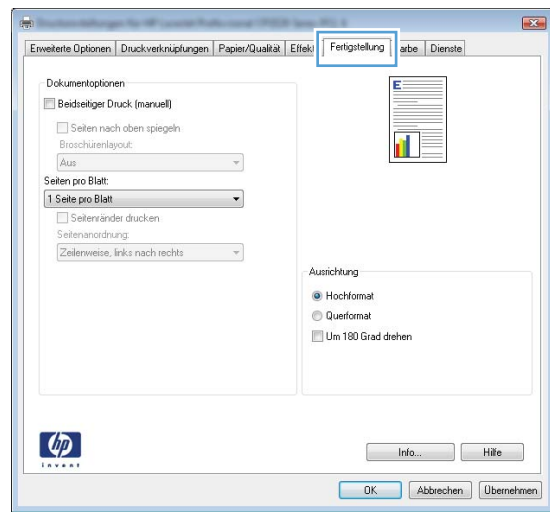 Erweiterte Optionen Druckverknüpfungen Papier/Qualität Effek Fertigstellung arbe Dienste
Dokumentoptionen
Beidseitiger Druck (manuell)
Seiten nach oben spiegeln
Broschürenlayout:
Aus
Seiten pro Blatt:
1 Seite pro Blatt
Seitenränder drucken
Seitenanordnung:
Zeilenweise, links nach rechts
E
Ausrichtung
Hochformat
Querformat
Um 180 Grad drehen
hp
invent
Info... Hilfe
OK Abbrechen Übernehmen